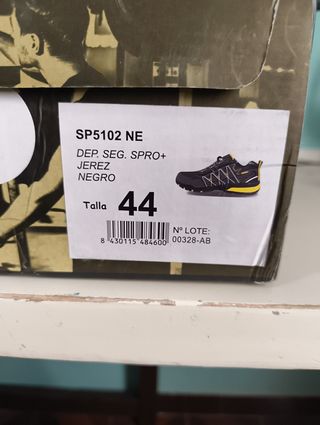 SP5102 NE
DEP. SEG. SPRO+
JEREZ
NEGRO
Talla 44
8 430115 484600
Nº LOTE:
00328-AB